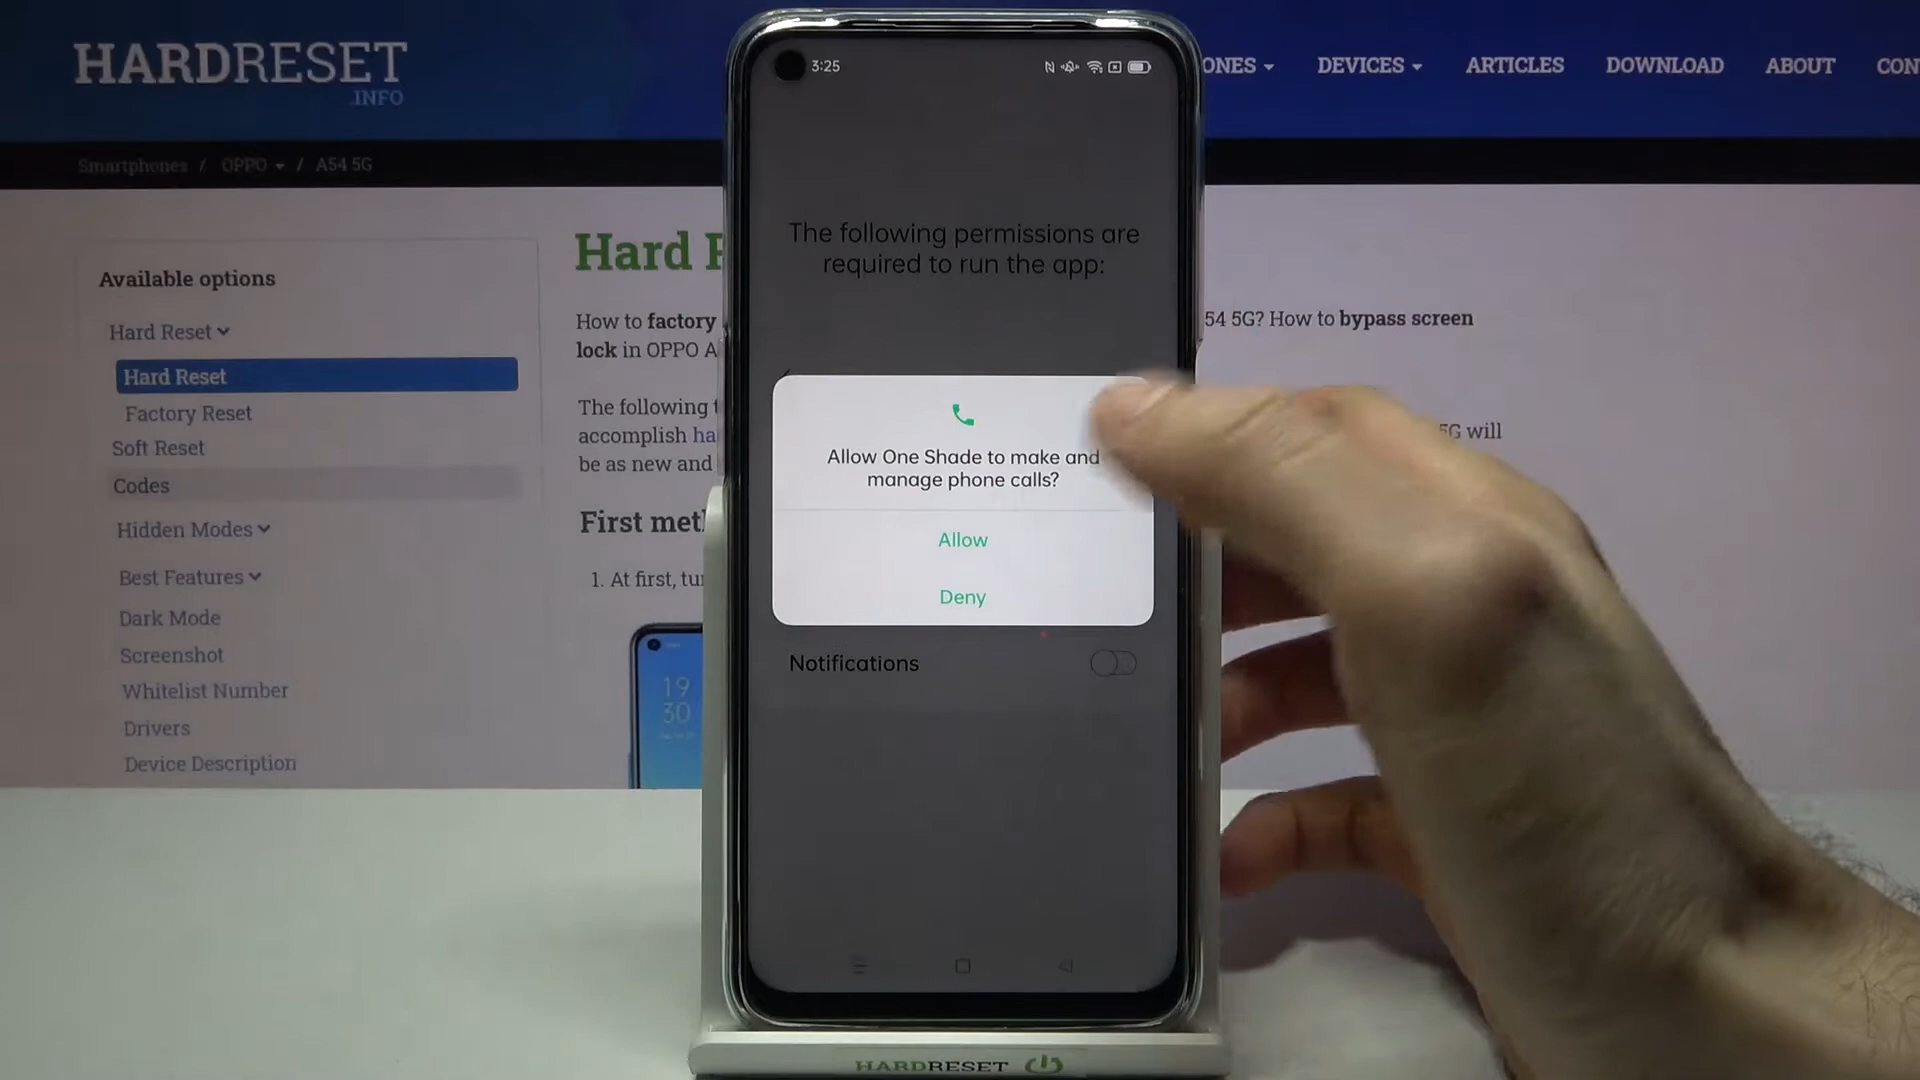 HARDRESET
.INFO
ONES
DEVICES
ARTICLES
DOWNLOAD
ABOUT
CON
Smartphones / OPPO / A54 5G
Available options
Hard Reset
Hard Reset
Factory Reset
Soft Reset
Codes
Hidden Modes
Best Features
Dark Mode
Screenshot
Whitelist Number
Drivers
Device Description
Hard R
How to factory
lock in OPPO A
54 5G? How to bypass screen
The following t
accomplish ha
be as new and
5G will
First met
1. At first, tur
19
30
3:25
The following permissions are
required to run the app:
Allow One Shade to make and
manage phone calls?
Allow
Deny
Notifications
HARDRESET